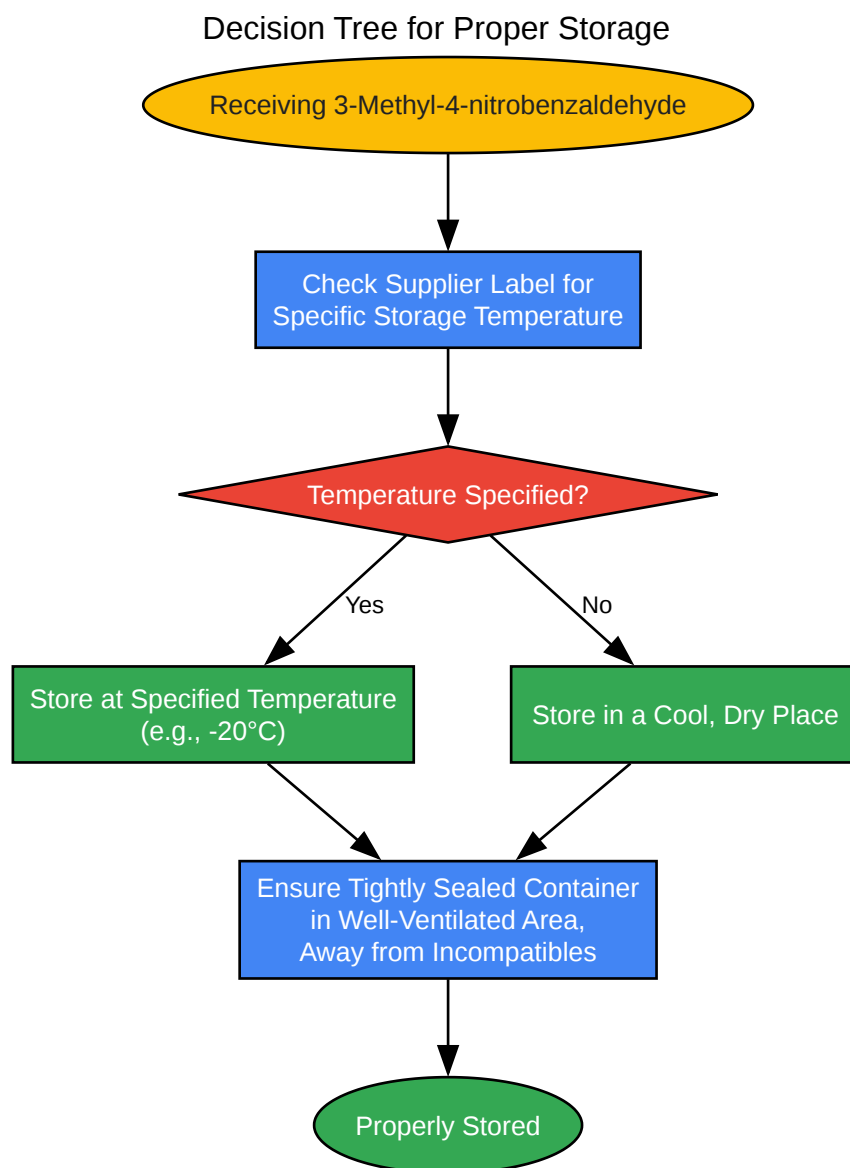 Decision Tree for Proper Storage
Receiving 3-Methyl-4-nitrobenzaldehyde
Check Supplier Label for
Specific Storage Temperature
Temperature Specified?
Yes
No
Store at Specified Temperature
(e.g., -20°C)
Store in a Cool, Dry Place
Ensure Tightly Sealed Container
in Well-Ventilated Area,
Away from Incompatibles
Properly Stored